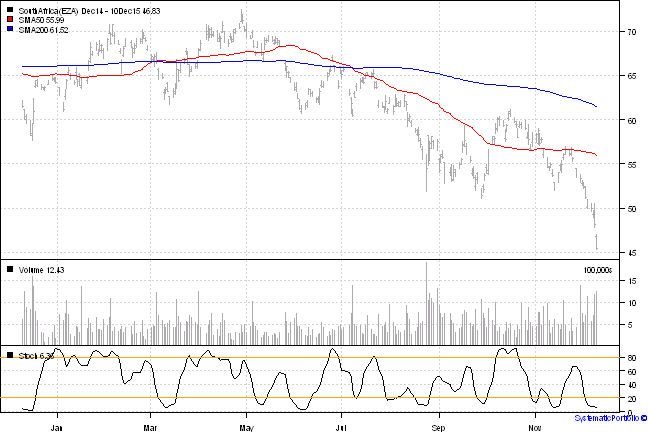 SouthAfrica(EZA) Dec14 - 10Dec15 46.83
SMA50 55.99
SMA200 61.52
70
65
60
55
50
45
Volume 12.43
100,000s
15
10
5
Stoch 6.36
80
60
40
20
0
Jan Mar May Jul Sep Nov
SystematicPortfolio ©